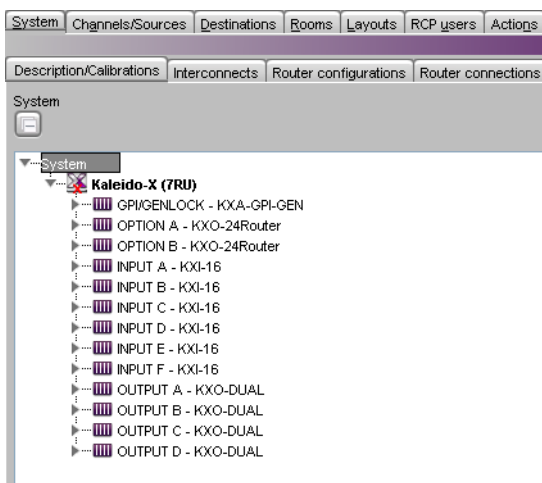 System Channels/Sources Destinations Rooms Layouts RCP users Actions
Description/Calibrations Interconnects Router configurations Router connections
System
System
Kaleido-X (7RU)
GPI/GENLOCK - KXA-GPI-GEN
OPTION A - KXO-24Router
OPTION B - KXO-24Router
INPUT A - KXI-16
INPUT B - KXI-16
INPUT C - KXI-16
INPUT D - KXI-16
INPUT E - KXI-16
INPUT F - KXI-16
OUTPUT A - KXO-DUAL
OUTPUT B - KXO-DUAL
OUTPUT C - KXO-DUAL
OUTPUT D - KXO-DUAL